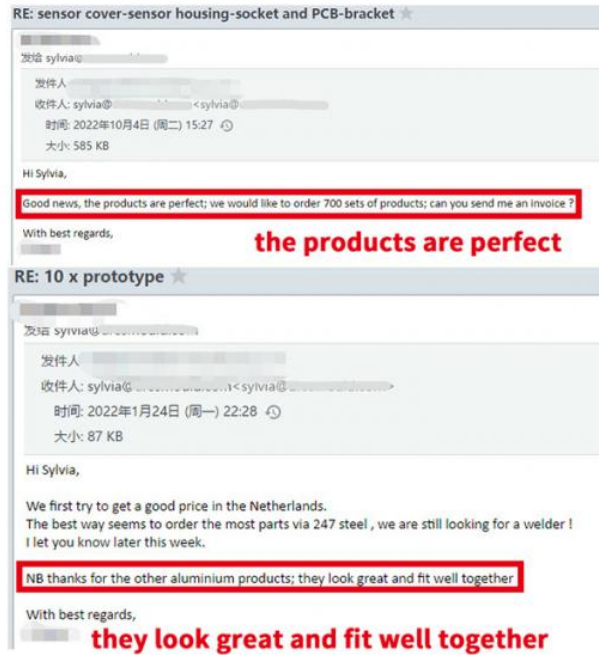 RE: sensor cover-sensor housing-socket and PCB-bracket
发给 sylvia@
发件人
收件人: sylvia@ <sylvia@
时间: 2022年10月4日 (周二) 15:27
大小: 585 KB
Hi Sylvia,
Good news, the products are perfect; we would like to order 700 sets of products; can you send me an invoice ?
With best regards,
the products are perfect
RE: 10 x prototype
发给 sylvia@
发件人
收件人: sylvia@ <sylvia@ >
时间: 2022年1月24日 (周一) 22:28
大小: 87 KB
Hi Sylvia,
We first try to get a good price in the Netherlands.
The best way seems to order the most parts via 247 steel , we are still looking for a welder !
I let you know later this week.
NB thanks for the other aluminium products; they look great and fit well together
With best regards,
they look great and fit well together